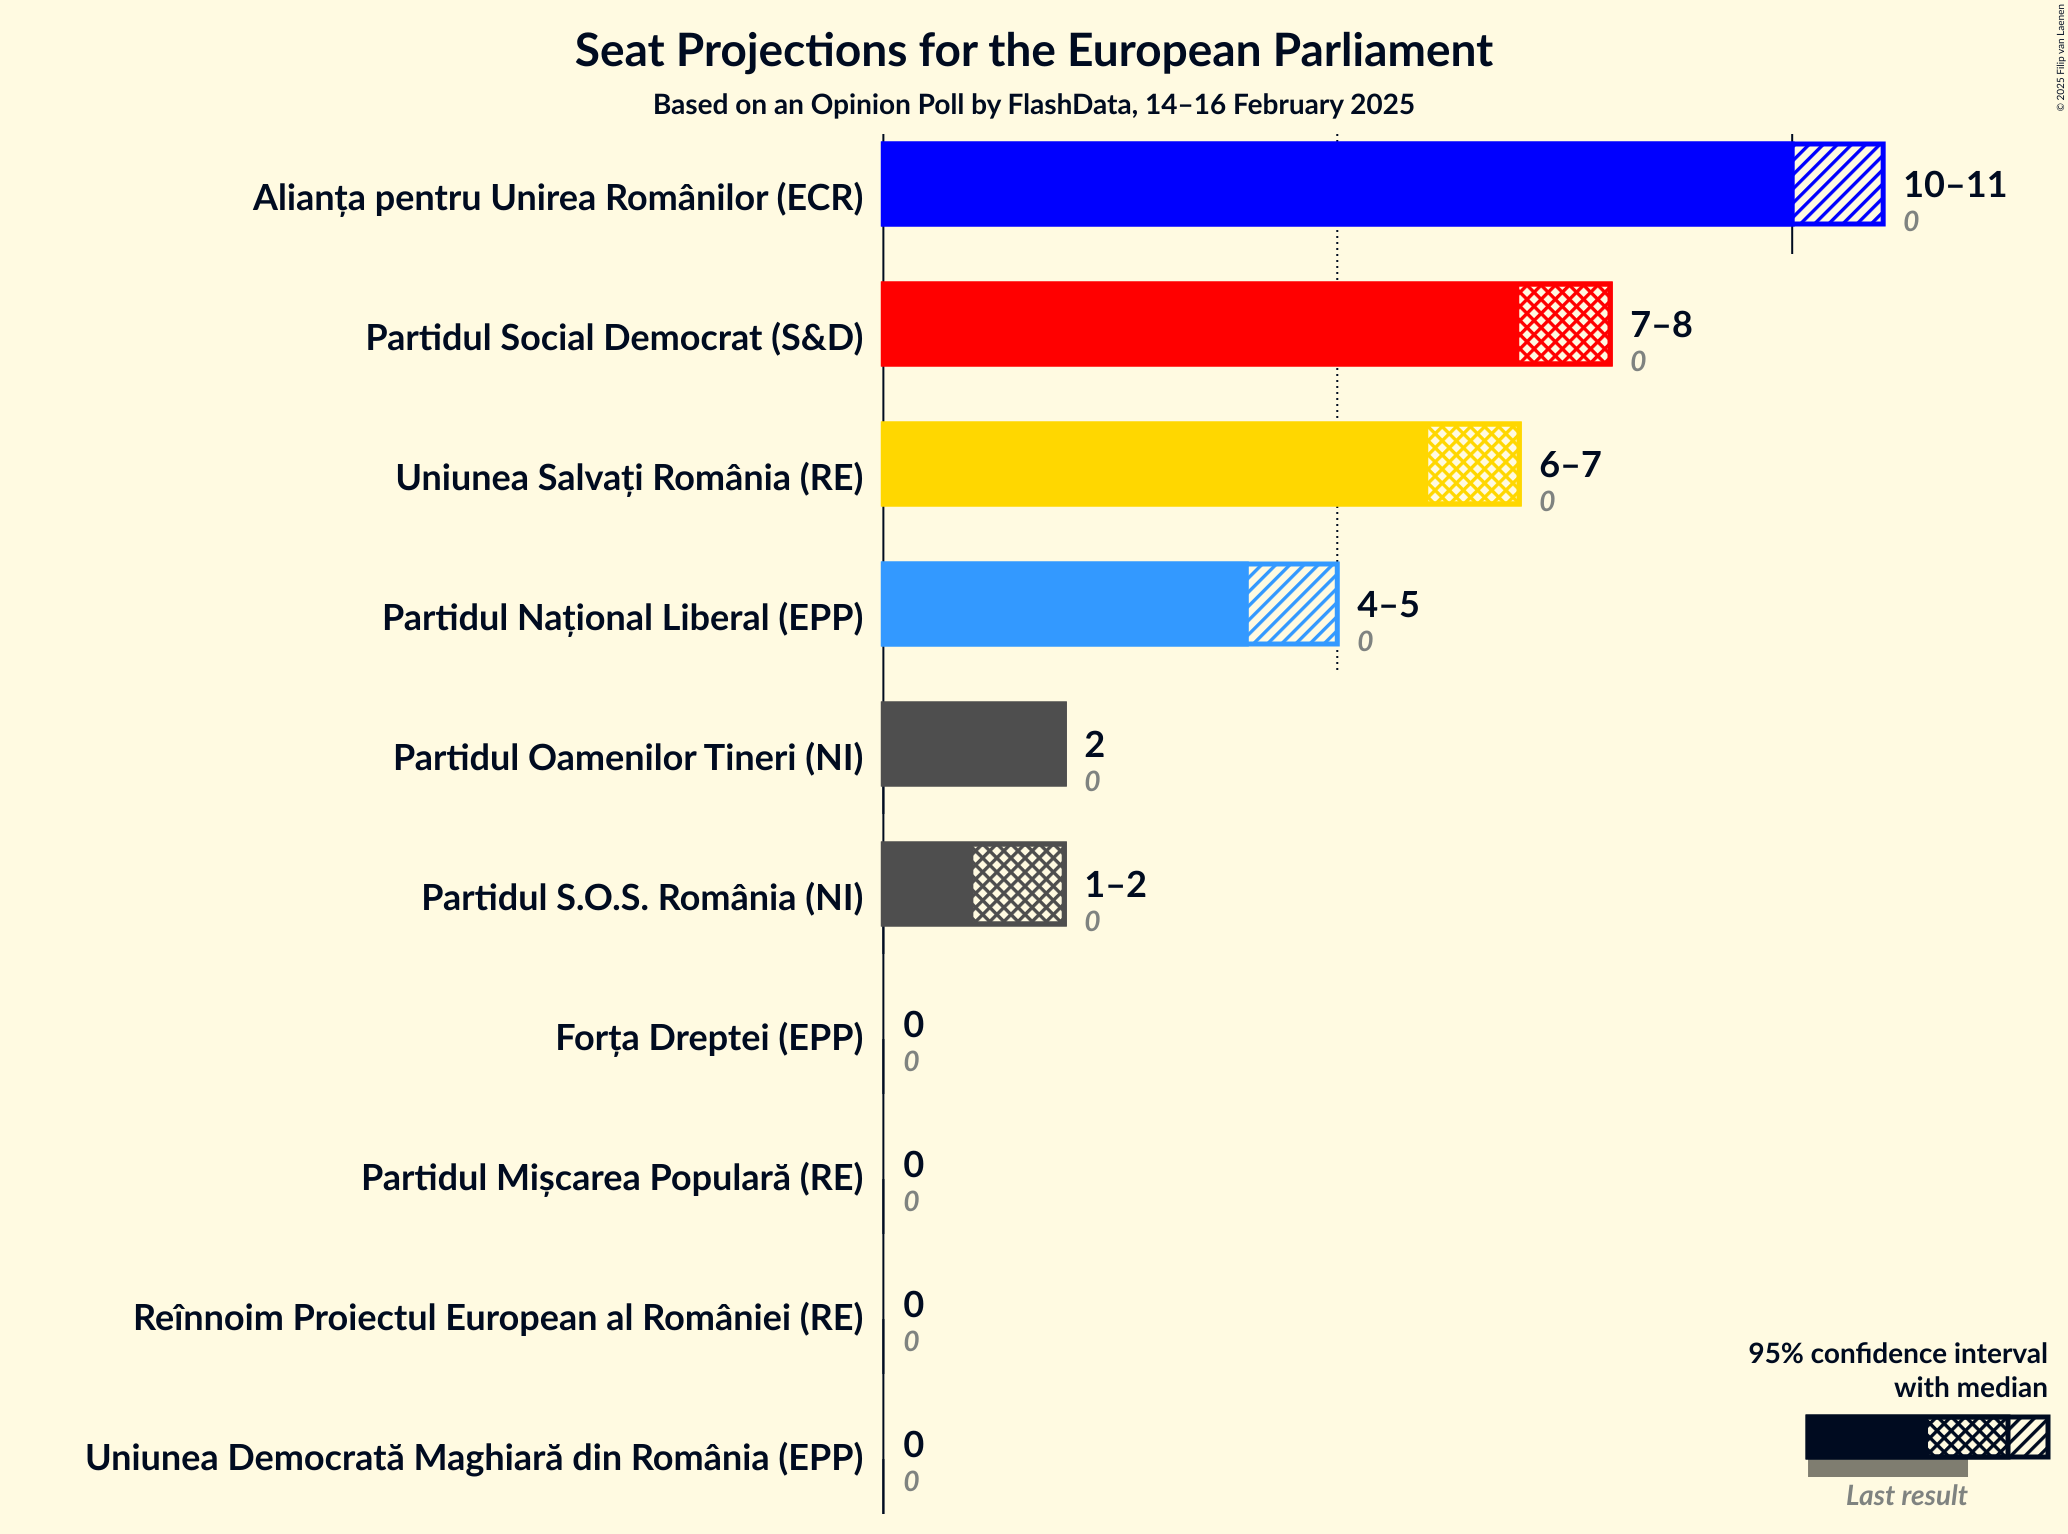 Seat Projections for the European Parliament
Based on an Opinion Poll by FlashData, 14–16 February 2025
© 2025 Filip van Laenen
Alianța pentru Unirea Românilor (ECR)
10–11
0
Partidul Social Democrat (S&D)
7–8
0
Uniunea Salvați România (RE)
6–7
0
Partidul Național Liberal (EPP)
4–5
0
Partidul Oamenilor Tineri (NI)
2
0
Partidul S.O.S. România (NI)
1–2
0
Forța Dreptei (EPP)
0
0
Partidul Mișcarea Populară (RE)
0
0
Reînnoim Proiectul European al României (RE)
0
0
Uniunea Democrată Maghiară din România (EPP)
0
0
95% confidence interval
with median
Last result